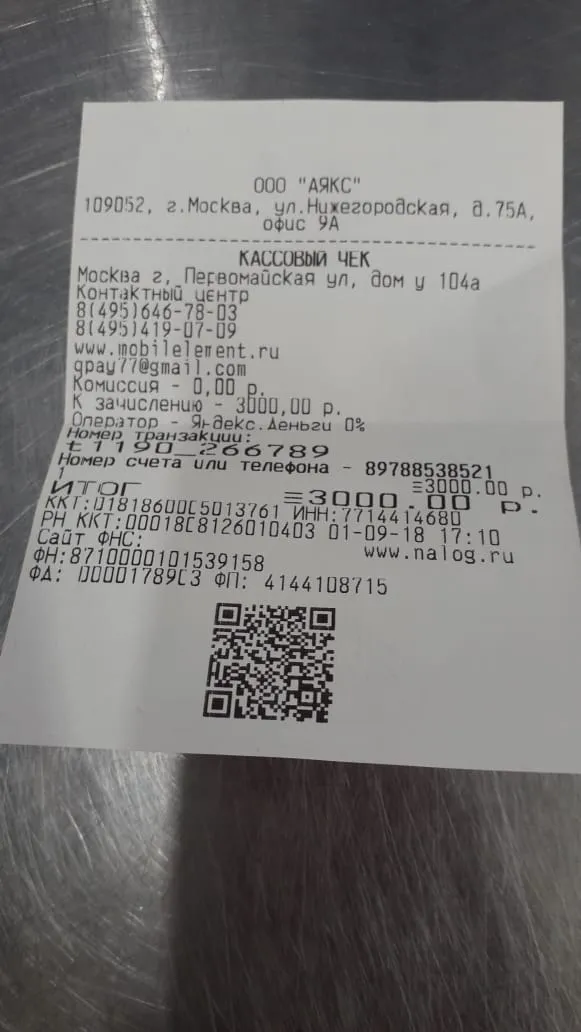 ООО "АЯКС"
109052, г.Москва, ул.Нижегородская, д.75А,
офис 9А
КАССОВЫЙ ЧЕК
Москва г, Первомайская ул, дом у 104а
Контактный центр
8(495)646-78-03
8(495)419-07-09
www.mobilelement.ru
qpay77@gmail.com
Комиссия - 0,00 р.
К зачислению - 3000,00 р.
Оператор - Яндекс.Деньги 0%
Номер транзакции:
t1190_266789
Номер счета или телефона - 89788538521
1 ≡3000.00 р.
ИТОГ ≡3000.00 р.
ККТ:01818600C5013761 ИНН:7714414680
РН ККТ:00018C8126010403 01-09-18 17:10
Сайт ФНС: www.nalog.ru
ФН:8710000101539158
ФД: 00001789C3 ФП: 4144108715